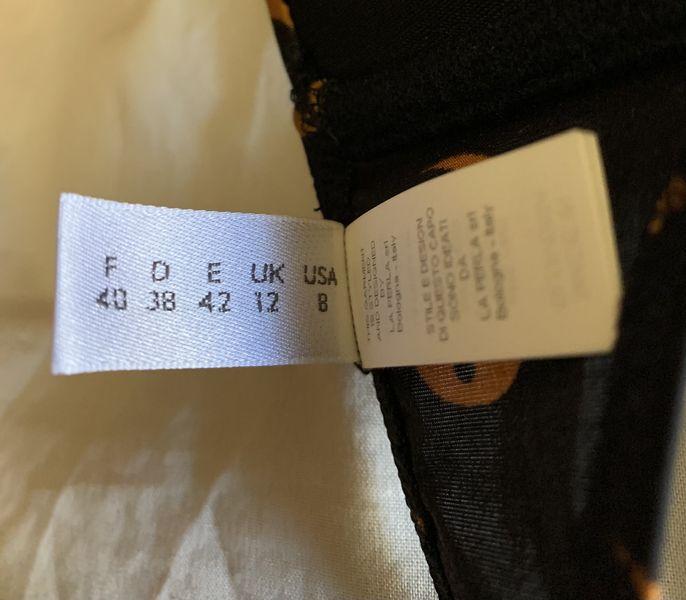 F D E UK USA
40 38 42 12 8
THIS GARMENT
IS STYLED
AND DESIGNED
BY
LA PERLA srl
Bologna - Italy
STILE E DESIGN
DI QUESTO CAPO
SONO IDEATI
DA
LA PERLA srl
Bologna - Italy